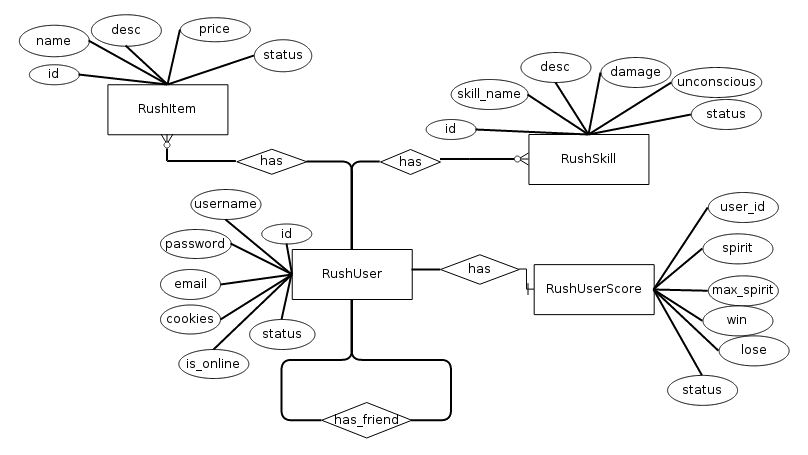 name
desc
price
status
id
RushItem
desc
damage
unconscious
skill_name
status
id
RushSkill
has
has
username
id
password
email
cookies
is_online
status
RushUser
has
user_id
spirit
max_spirit
win
lose
status
RushUserScore
has_friend